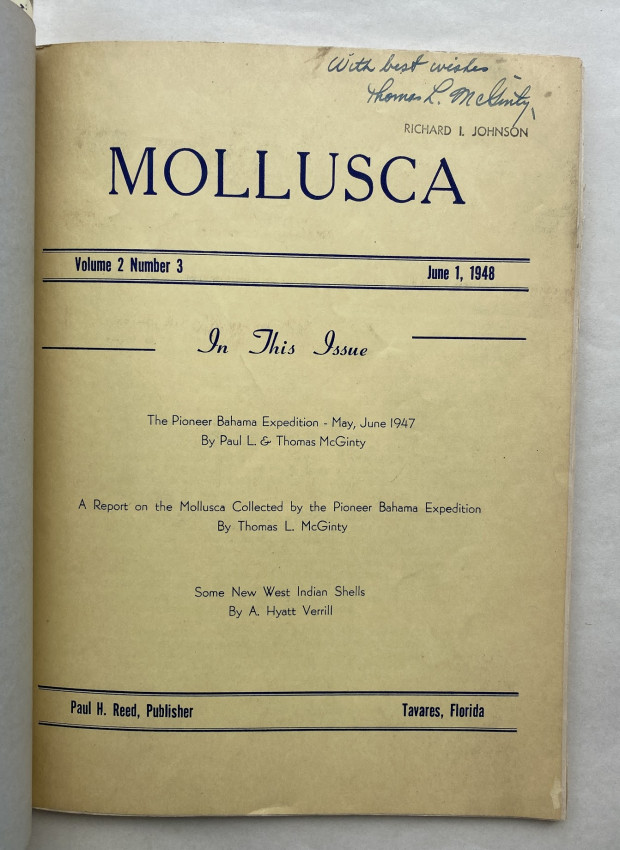 With best wishes
Thomas L. McGinty
RICHARD I. JOHNSON
MOLLUSCA
Volume 2 Number 3 June 1, 1948
In This Issue
The Pioneer Bahama Expedition - May, June 1947
By Paul L. & Thomas McGinty
A Report on the Mollusca Collected by the Pioneer Bahama Expedition
By Thomas L. McGinty
Some New West Indian Shells
By A. Hyatt Verrill
Paul H. Reed, Publisher Tavares, Florida